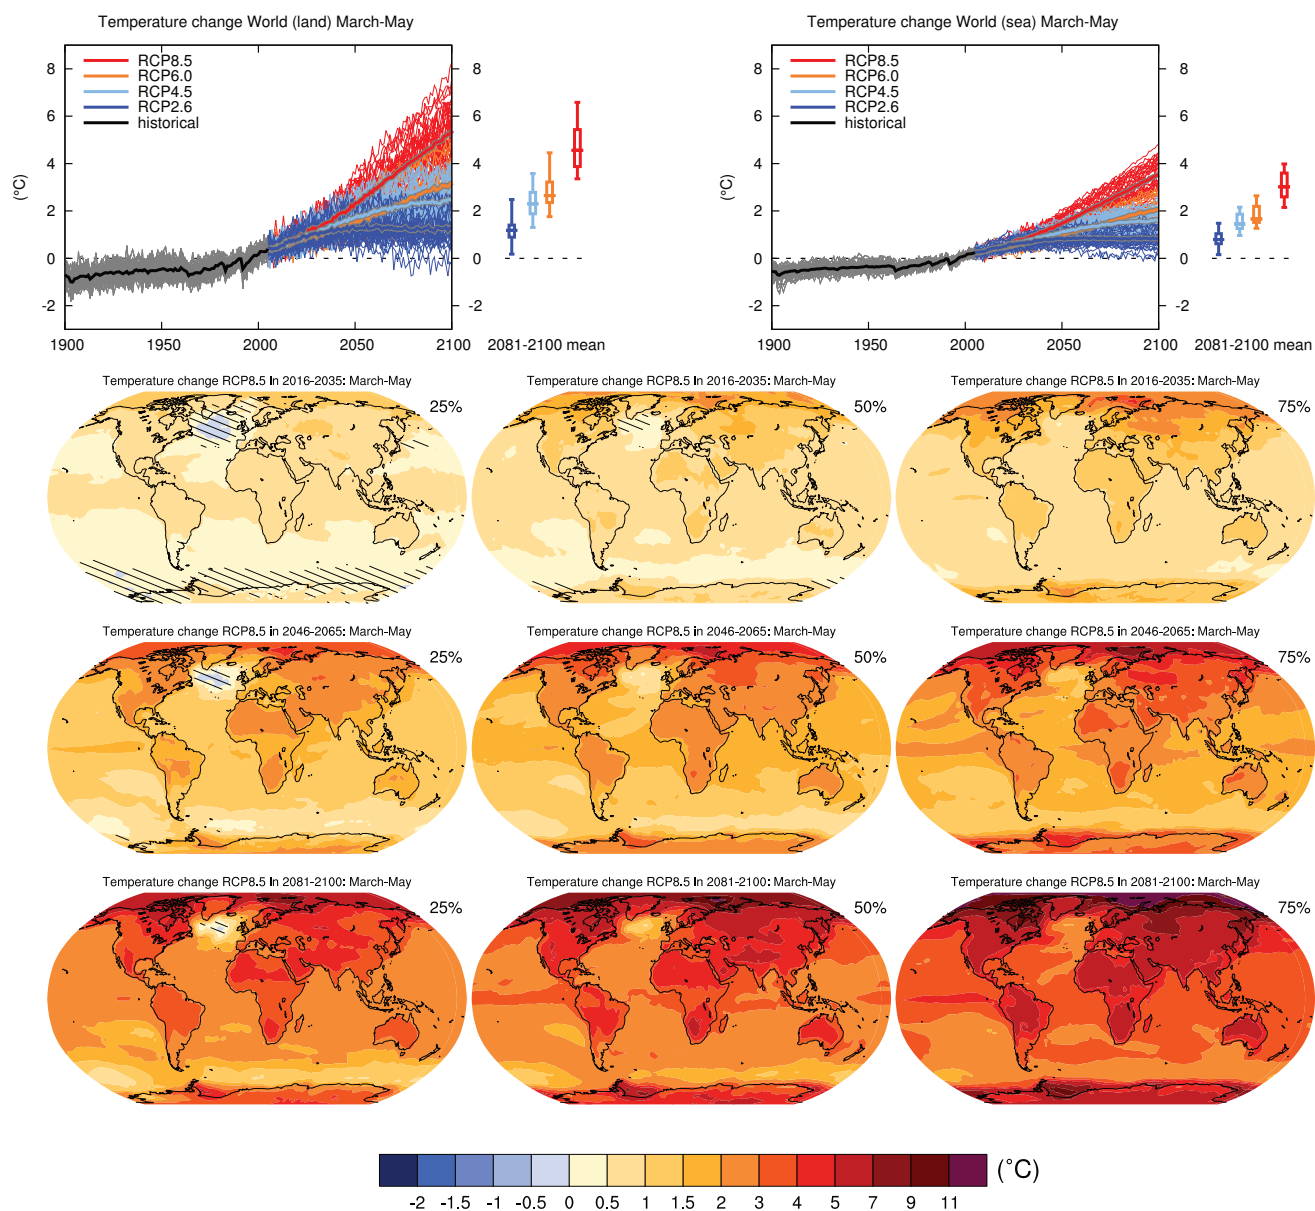 Temperature change World (land) March-May
8
6
4
2
0
-2
(°C)
RCP8.5
RCP6.0
RCP4.5
RCP2.6
historical
8
6
4
2
0
-2
1900
1950
2000
2050
2100
2081-2100 mean
Temperature change World (sea) March-May
8
6
4
2
0
-2
(°C)
RCP8.5
RCP6.0
RCP4.5
RCP2.6
historical
8
6
4
2
0
-2
1900
1950
2000
2050
2100
2081-2100 mean
Temperature change RCP8.5 in 2016-2035: March-May
25%
Temperature change RCP8.5 in 2016-2035: March-May
50%
Temperature change RCP8.5 in 2016-2035: March-May
75%
Temperature change RCP8.5 in 2046-2065: March-May
25%
Temperature change RCP8.5 in 2046-2065: March-May
50%
Temperature change RCP8.5 in 2046-2065: March-May
75%
Temperature change RCP8.5 in 2081-2100: March-May
25%
Temperature change RCP8.5 in 2081-2100: March-May
50%
Temperature change RCP8.5 in 2081-2100: March-May
75%
-2 -1.5 -1 -0.5 0 0.5 1 1.5 2 3 4 5 7 9 11
(°C)